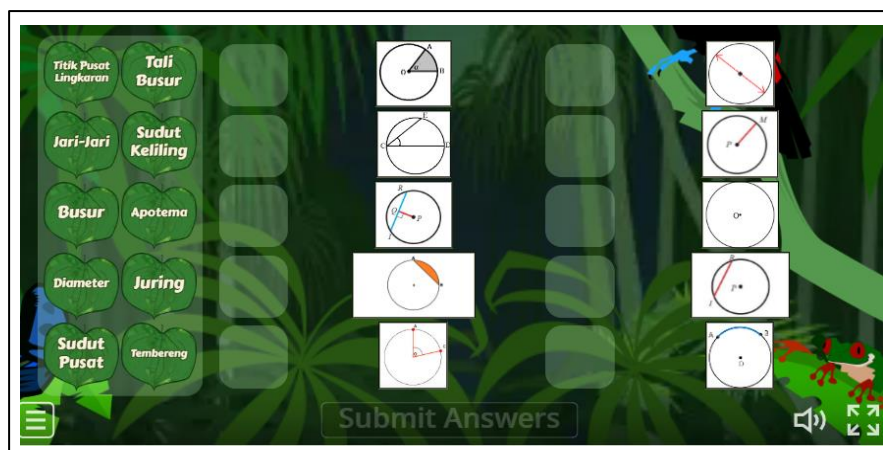 Titik Pusat
Lingkaran
Tali
Busur
Jari-Jari
Sudut
Keliling
Busur
Apotema
Diameter
Juring
Sudut
Pusat
Tembereng
A
O
α
B
E
C
D
R
Q
P
I
A
A
M
P
O
P
I
A
Submit Answers